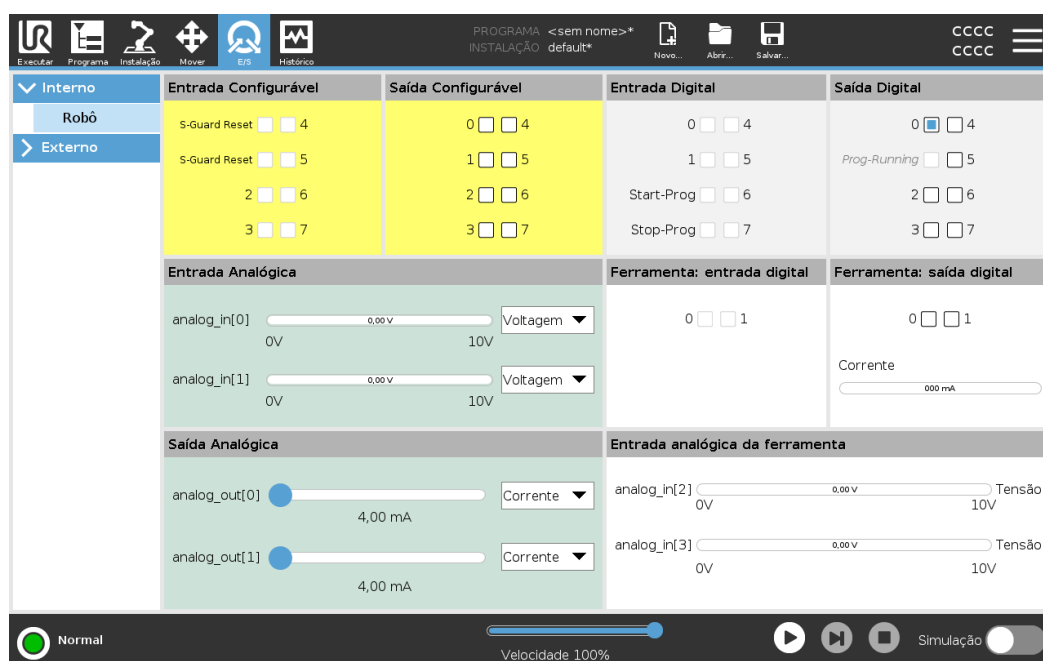 PROGRAMA <sem nome>*
INSTALAÇÃO default*
UR
Executar
Programa
Instalação
Mover
E/S
Histórico
Novo...
Abrir...
Salvar...
CCCC
CCCC
Interno
Robô
Externo
Entrada Configurável
S-Guard Reset 4
S-Guard Reset 5
2 6
3 7
Saída Configurável
0 4
1 5
2 6
3 7
Entrada Digital
0 4
1 5
Start-Prog 6
Stop-Prog 7
Saída Digital
0 4
Prog-Running 5
2 6
3 7
Entrada Analógica
analog_in[0] 0,00 V Voltagem
0V 10V
analog_in[1] 0,00 V Voltagem
0V 10V
Ferramenta: entrada digital
0 1
Ferramenta: saída digital
0 1
Corrente
000 mA
Saída Analógica
analog_out[0] Corrente
4,00 mA
analog_out[1] Corrente
4,00 mA
Entrada analógica da ferramenta
analog_in[2] 0,00 V Tensão
0V 10V
analog_in[3] 0,00 V Tensão
0V 10V
Normal
Velocidade 100%
Simulação